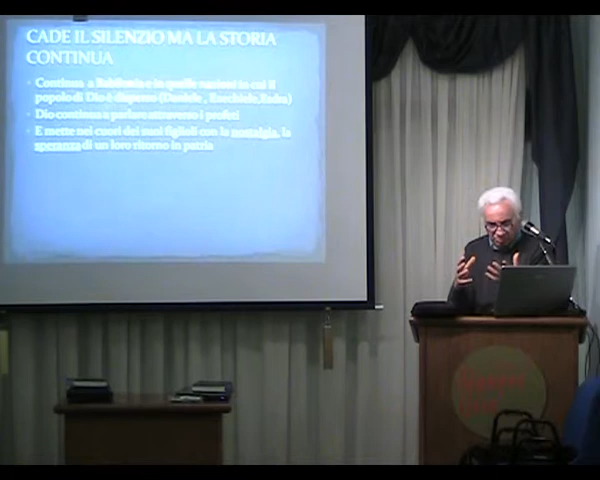 CADE IL SILENZIO MA LA STORIA
CONTINUA
Continua a Babilonia e in quelle nazioni in cui il
popolo di Dio è disperso (Daniele , Ezechiele,Esdra)
Dio continua a parlare attraverso i profeti
E mette nei cuori dei suoi figlioli con la nostalgia, la
speranza di un loro ritorno in patria